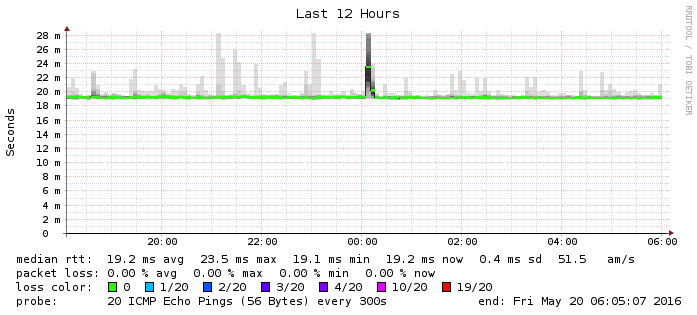 Last 12 Hours
RRDTOOL / TOBI OETIKER
Seconds
28 m
26 m
24 m
22 m
20 m
18 m
16 m
14 m
12 m
10 m
8 m
6 m
4 m
2 m
0
20:00 22:00 00:00 02:00 04:00 06:00
median rtt: 19.2 ms avg 23.5 ms max 19.1 ms min 19.2 ms now 0.4 ms sd 51.5 am/s
packet loss: 0.00 % avg 0.00 % max 0.00 % min 0.00 % now
loss color: 0 1/20 2/20 3/20 4/20 10/20 19/20
probe: 20 ICMP Echo Pings (56 Bytes) every 300s end: Fri May 20 06:05:07 2016